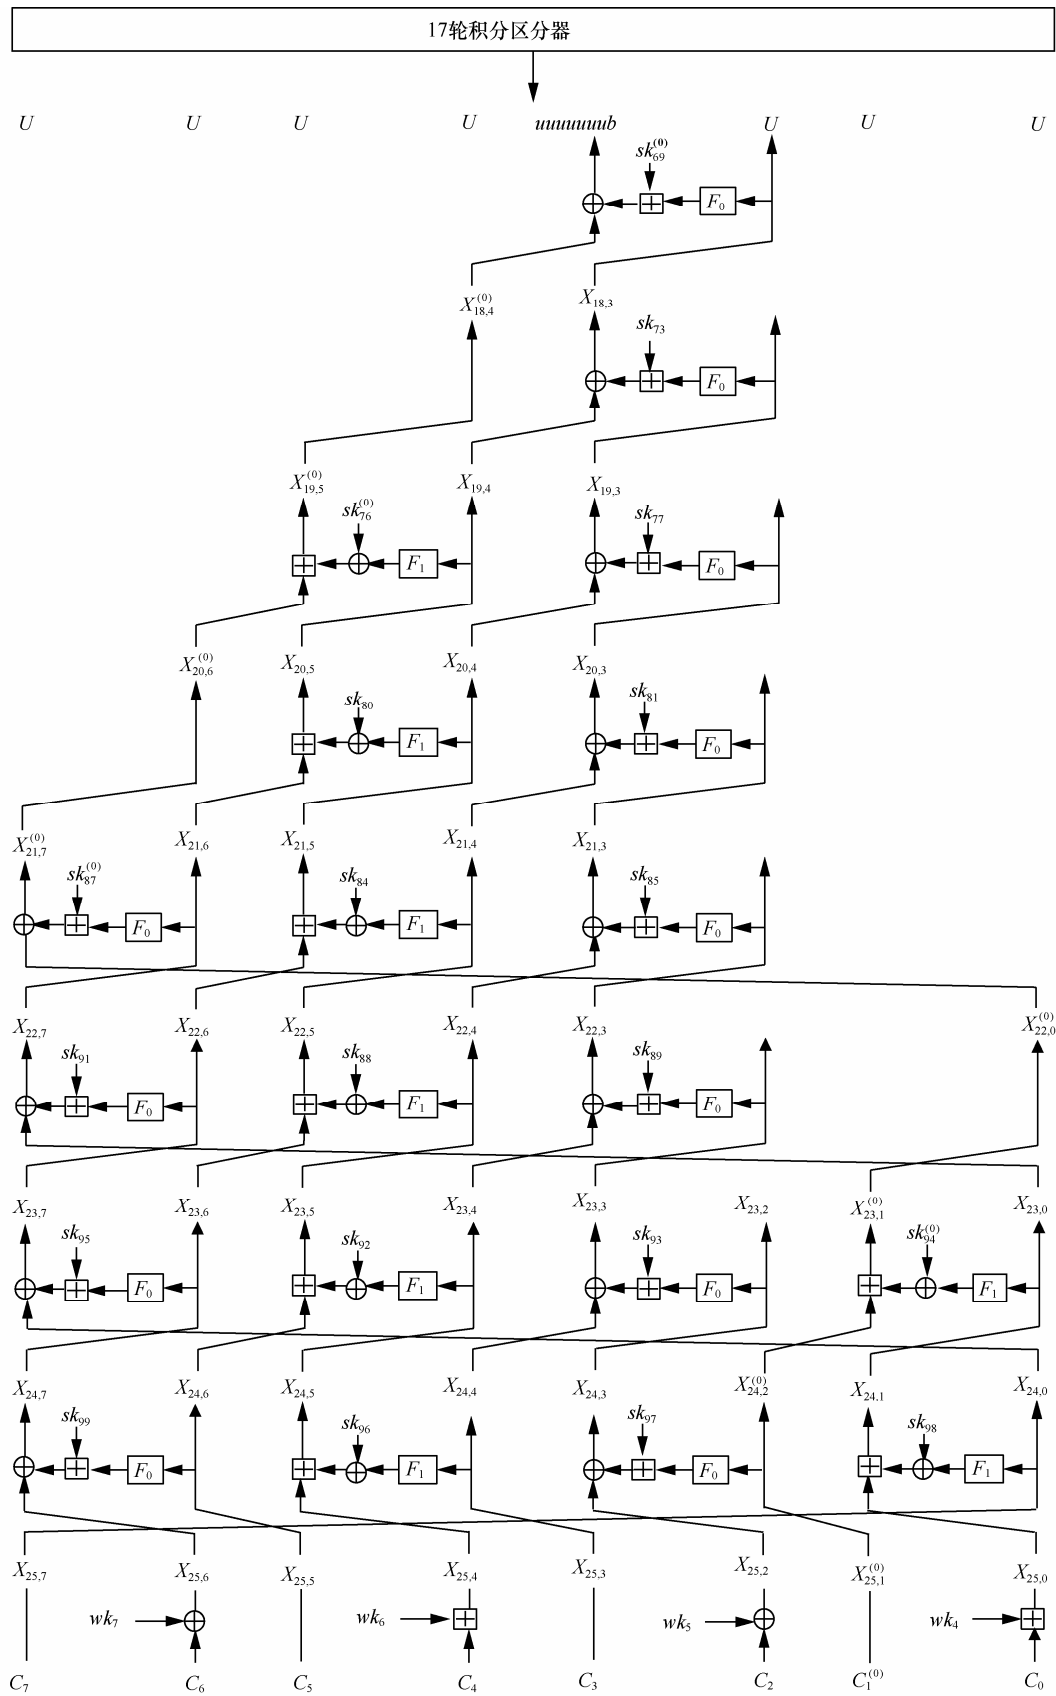 17轮积分区分器
U U U U uuuuuuub U U U
sk₆₉⁽⁰⁾
F₀
X₁₈,₄⁽⁰⁾ X₁₈,₃
sk₇₃
F₀
X₁₉,₅⁽⁰⁾ X₁₉,₄ X₁₉,₃
sk₇₆⁽⁰⁾ sk₇₇
F₁ F₀
X₂₀,₆⁽⁰⁾ X₂₀,₅ X₂₀,₄ X₂₀,₃
sk₈₀ sk₈₁
F₁ F₀
X₂₁,₇⁽⁰⁾ X₂₁,₆ X₂₁,₅ X₂₁,₄ X₂₁,₃
sk₈₇⁽⁰⁾ sk₈₄ sk₈₅
F₀ F₁ F₀
X₂₂,₇ X₂₂,₆ X₂₂,₅ X₂₂,₄ X₂₂,₃ X₂₂,₀⁽⁰⁾
sk₉₁ sk₈₈ sk₈₉
F₀ F₁ F₀
X₂₃,₇ X₂₃,₆ X₂₃,₅ X₂₃,₄ X₂₃,₃ X₂₃,₂ X₂₃,₁⁽⁰⁾ X₂₃,₀
sk₉₅ sk₉₂ sk₉₃ sk₉₄⁽⁰⁾
F₀ F₁ F₀ F₁
X₂₄,₇ X₂₄,₆ X₂₄,₅ X₂₄,₄ X₂₄,₃ X₂₄,₂⁽⁰⁾ X₂₄,₁ X₂₄,₀
sk₉₉ sk₉₆ sk₉₇ sk₉₈
F₀ F₁ F₀ F₁
X₂₅,₇ X₂₅,₆ X₂₅,₅ X₂₅,₄ X₂₅,₃ X₂₅,₂ X₂₅,₁⁽⁰⁾ X₂₅,₀
wk₇ wk₆ wk₅ wk₄
C₇ C₆ C₅ C₄ C₃ C₂ C₁⁽⁰⁾ C₀